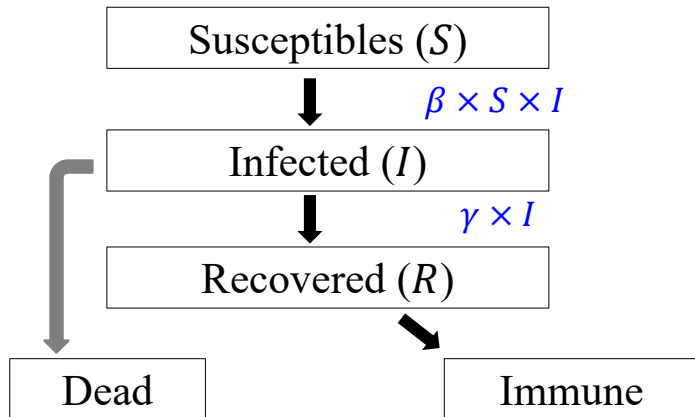 Susceptibles (S)
β × S × I
Infected (I)
γ × I
Recovered (R)
Dead
Immune